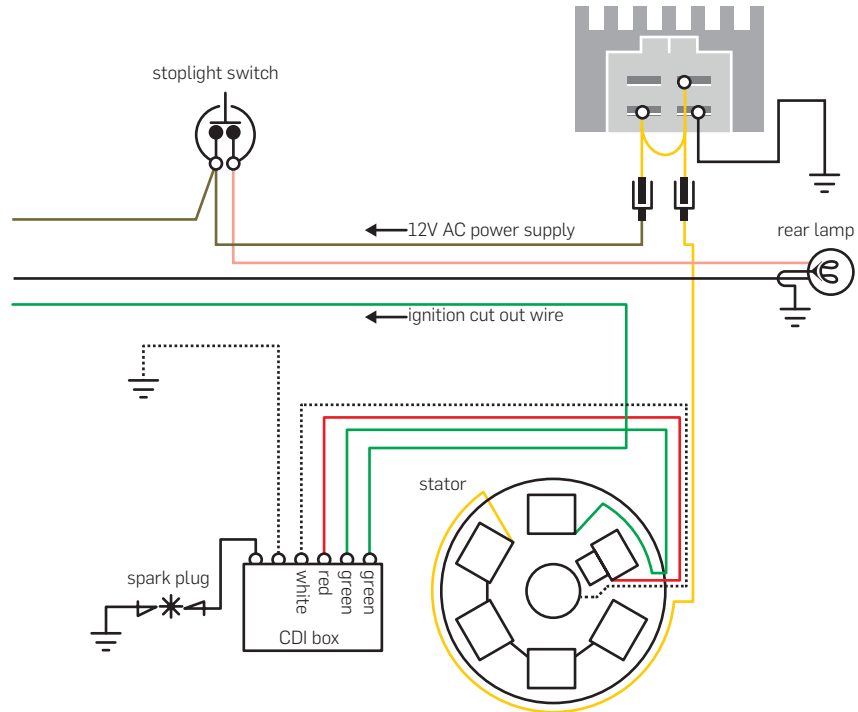 stoplight switch
12V AC power supply
rear lamp
ignition cut out wire
stator
spark plug
white
red
green
green
CDI box